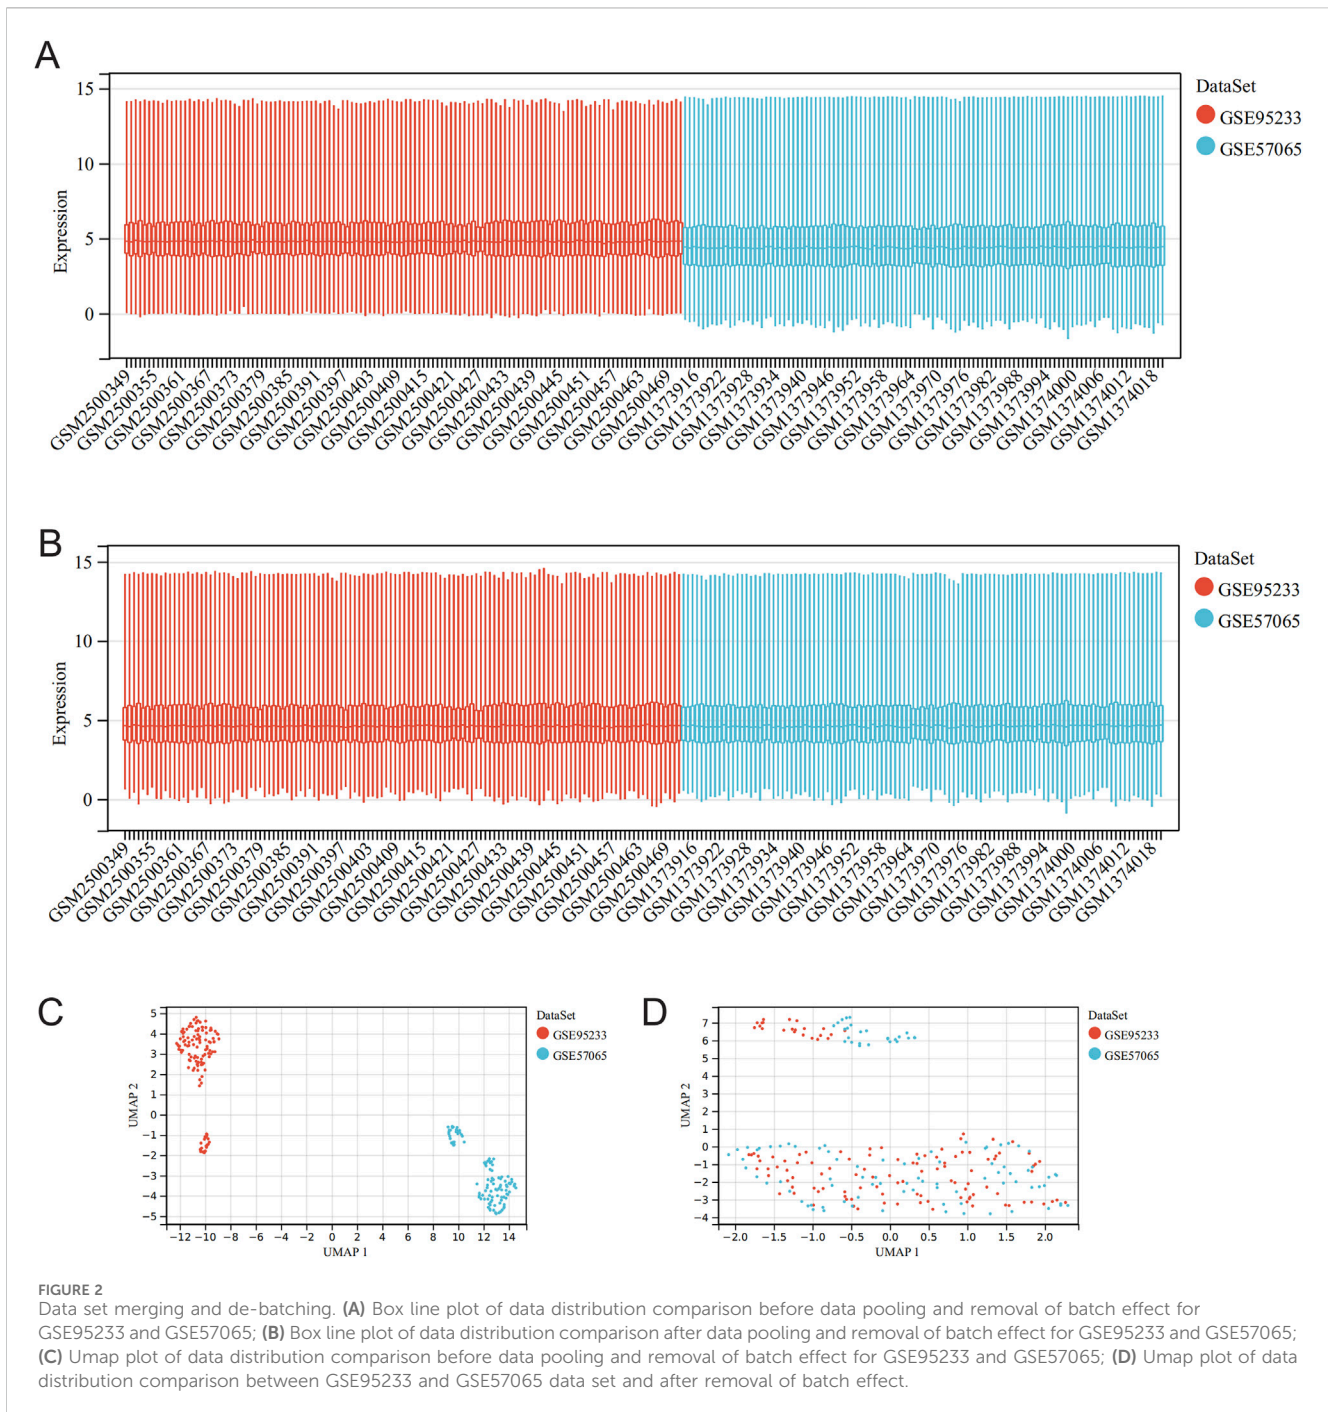 A
15
10
5
0
Expression
DataSet
GSE95233
GSE57065
GSM2500349
GSM2500355
GSM2500361
GSM2500367
GSM2500373
GSM2500379
GSM2500385
GSM2500391
GSM2500397
GSM2500403
GSM2500409
GSM2500415
GSM2500421
GSM2500427
GSM2500433
GSM2500439
GSM2500445
GSM2500451
GSM2500457
GSM2500463
GSM2500469
GSM1373916
GSM1373922
GSM1373928
GSM1373934
GSM1373940
GSM1373946
GSM1373952
GSM1373958
GSM1373964
GSM1373970
GSM1373976
GSM1373982
GSM1373988
GSM1373994
GSM1374000
GSM1374006
GSM1374012
GSM1374018
B
15
10
5
0
Expression
DataSet
GSE95233
GSE57065
GSM2500349
GSM2500355
GSM2500361
GSM2500367
GSM2500373
GSM2500379
GSM2500385
GSM2500391
GSM2500397
GSM2500403
GSM2500409
GSM2500415
GSM2500421
GSM2500427
GSM2500433
GSM2500439
GSM2500445
GSM2500451
GSM2500457
GSM2500463
GSM2500469
GSM1373916
GSM1373922
GSM1373928
GSM1373934
GSM1373940
GSM1373946
GSM1373952
GSM1373958
GSM1373964
GSM1373970
GSM1373976
GSM1373982
GSM1373988
GSM1373994
GSM1374000
GSM1374006
GSM1374012
GSM1374018
C
5
4
3
2
1
0
−1
−2
−3
−4
−5
UMAP 2
−12 −10 −8 −6 −4 −2 0 2 4 6 8 10 12 14
UMAP 1
DataSet
GSE95233
GSE57065
D
7
6
5
4
3
2
1
0
−1
−2
−3
−4
UMAP 2
−2.0 −1.5 −1.0 −0.5 0.0 0.5 1.0 1.5 2.0
UMAP 1
DataSet
GSE95233
GSE57065
FIGURE 2
Data set merging and de-batching. (A) Box line plot of data distribution comparison before data pooling and removal of batch effect for
GSE95233 and GSE57065; (B) Box line plot of data distribution comparison after data pooling and removal of batch effect for GSE95233 and GSE57065;
(C) Umap plot of data distribution comparison before data pooling and removal of batch effect for GSE95233 and GSE57065; (D) Umap plot of data
distribution comparison between GSE95233 and GSE57065 data set and after removal of batch effect.